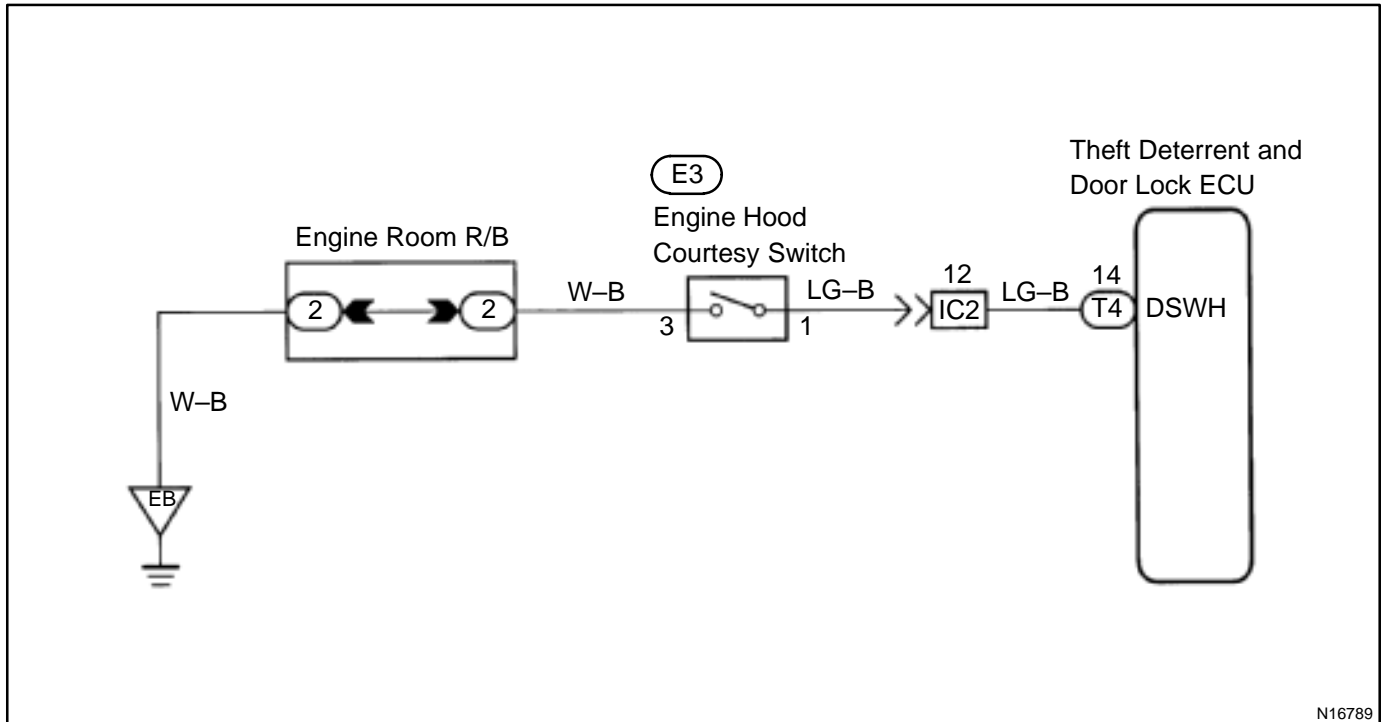 Theft Deterrent and
Door Lock ECU
E3
Engine Hood
Courtesy Switch
Engine Room R/B
2
2
W–B
3
1
LG–B
12
IC2
LG–B
14
T4
DSWH
W–B
EB
N16789